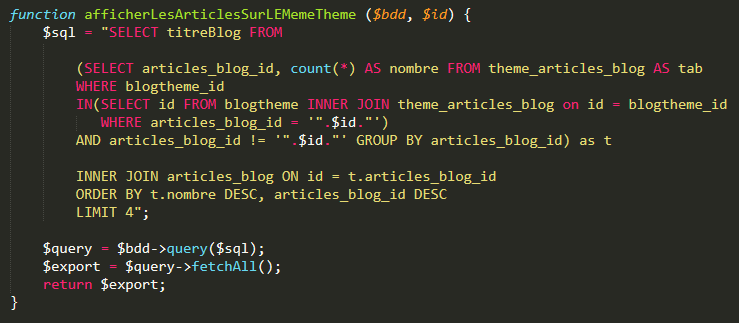 function afficherLesArticlesSurLEMemeTheme ($bdd, $id) {
$sql = "SELECT titreBlog FROM
(SELECT articles_blog_id, count(*) AS nombre FROM theme_articles_blog AS tab
WHERE blogtheme_id
IN(SELECT id FROM blogtheme INNER JOIN theme_articles_blog on id = blogtheme_id
WHERE articles_blog_id = '".$id."')
AND articles_blog_id != '".$id."' GROUP BY articles_blog_id) as t
INNER JOIN articles_blog ON id = t.articles_blog_id
ORDER BY t.nombre DESC, articles_blog_id DESC
LIMIT 4";
$query = $bdd->query($sql);
$export = $query->fetchAll();
return $export;
}